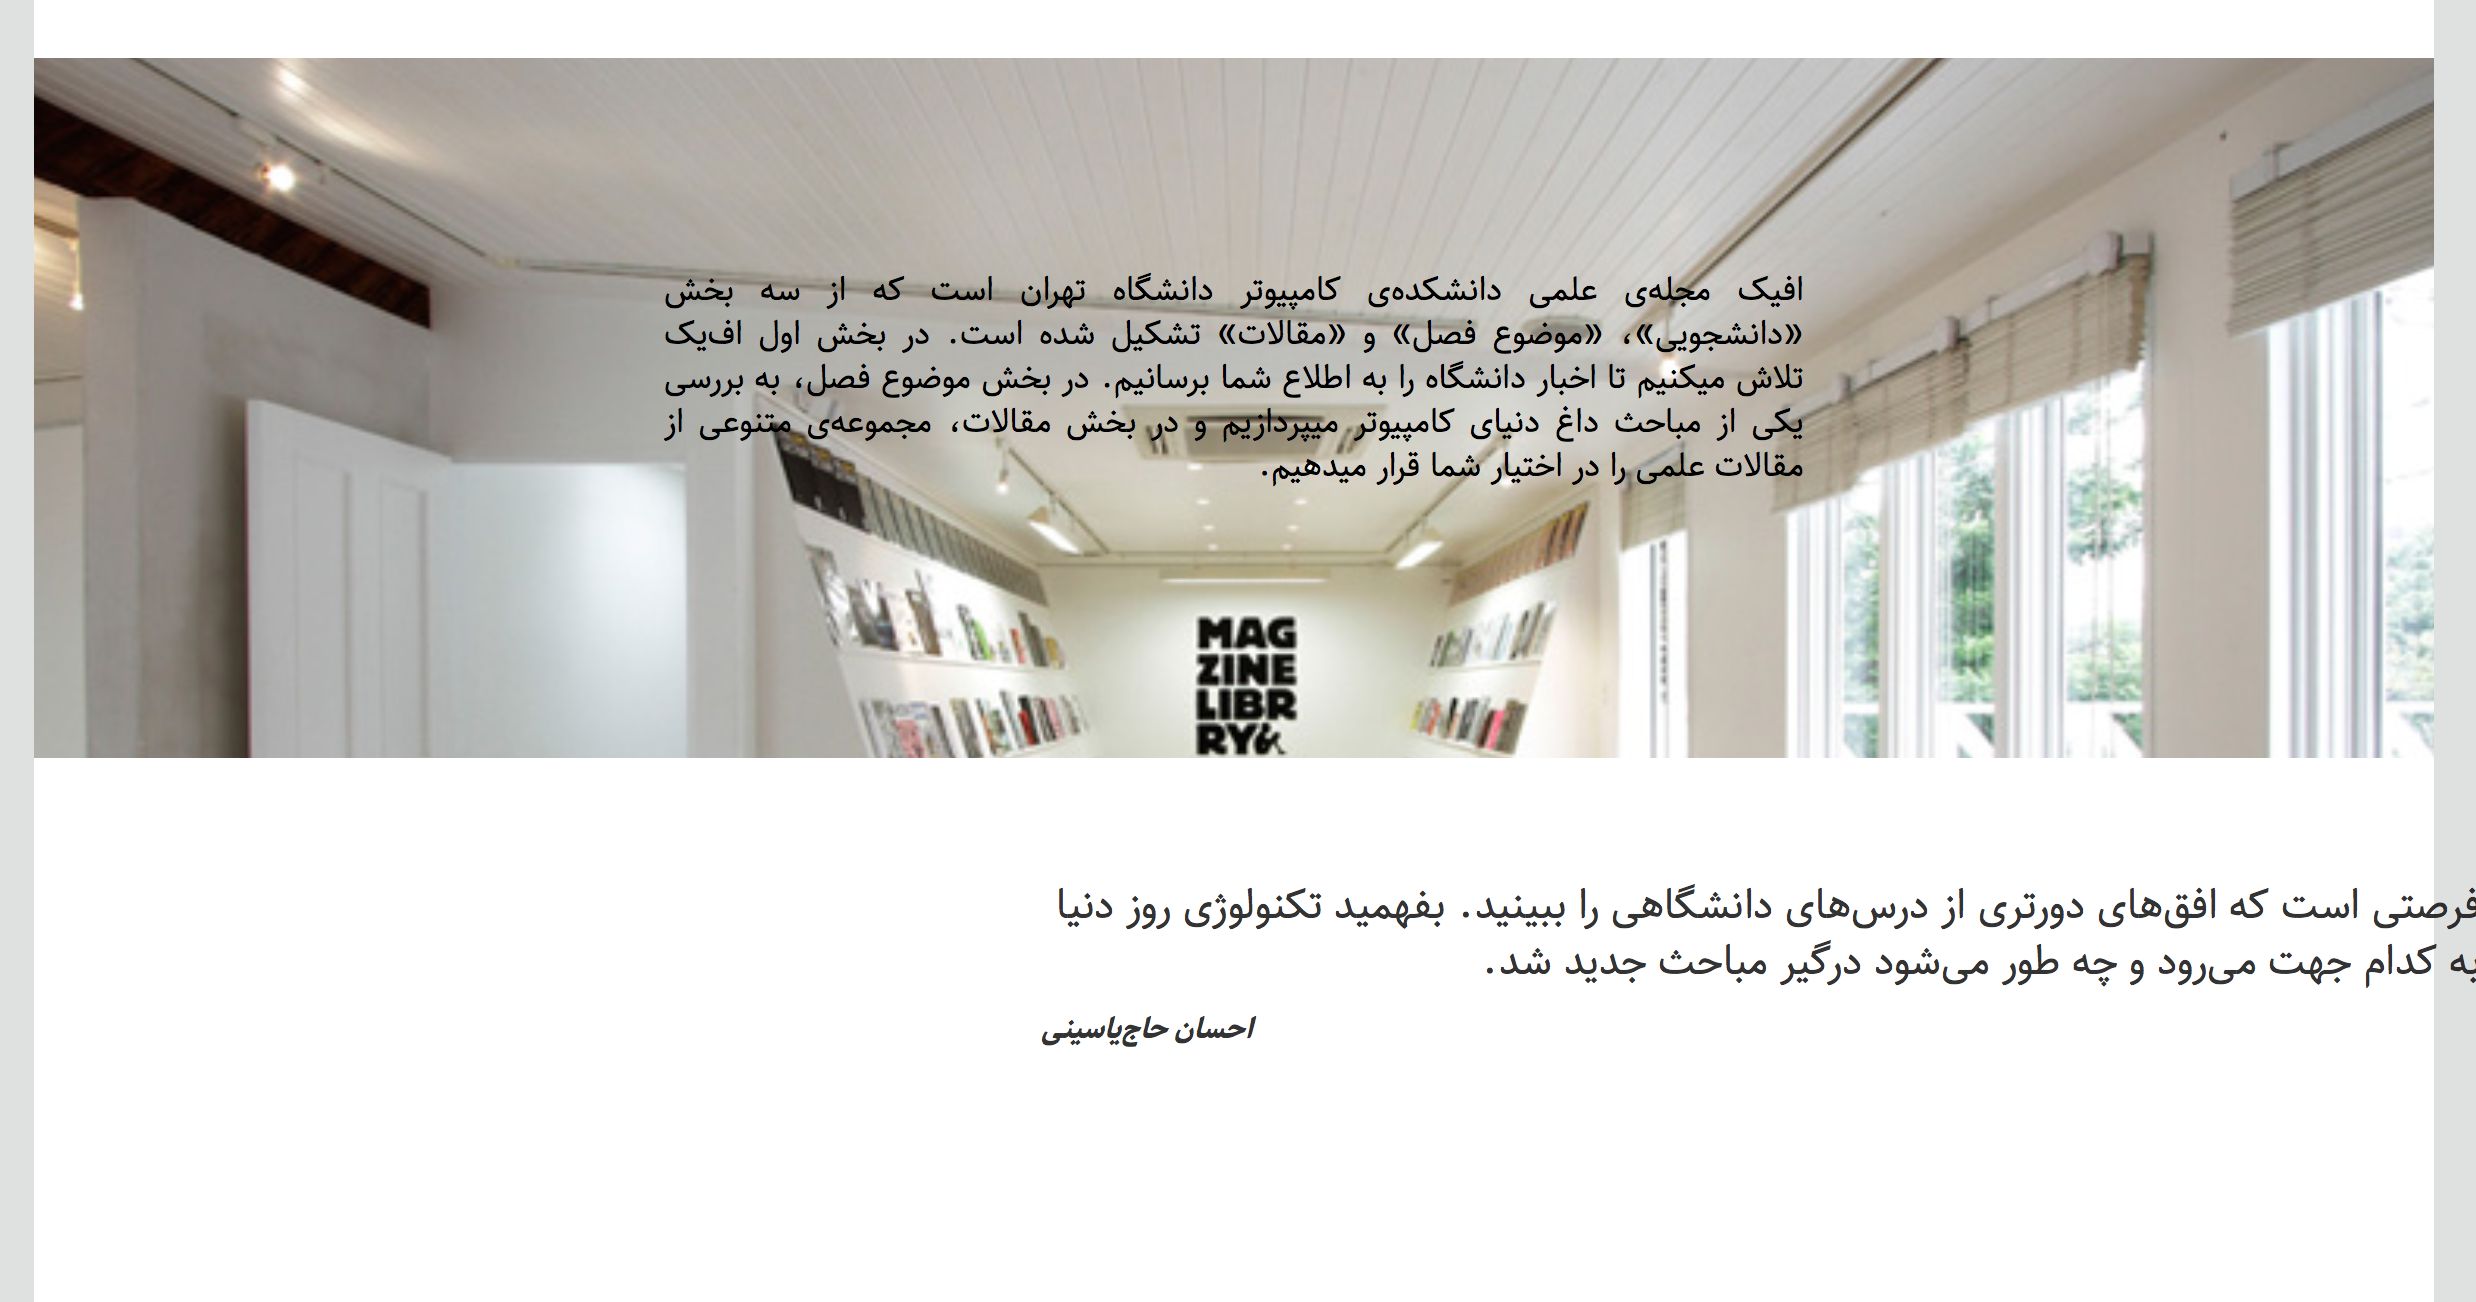 افیک مجله‌ی علمی دانشکده‌ی کامپیوتر دانشگاه تهران است که از سه بخش
«دانشجویی»، «موضوع فصل» و «مقالات» تشکیل شده است. در بخش اول اف‌یک
تلاش میکنیم تا اخبار دانشگاه را به اطلاع شما برسانیم. در بخش موضوع فصل، به بررسی
یکی از مباحث داغ دنیای کامپیوتر میپردازیم و در بخش مقالات، مجموعه‌ی متنوعی از
مقالات علمی را در اختیار شما قرار میدهیم.
MAG
ZINE
LIBR
RY&
فرصتی است که افق‌های دورتری از درس‌های دانشگاهی را ببینید. بفهمید تکنولوژی روز دنیا
به کدام جهت می‌رود و چه طور می‌شود درگیر مباحث جدید شد.
احسان حاج‌یاسینی